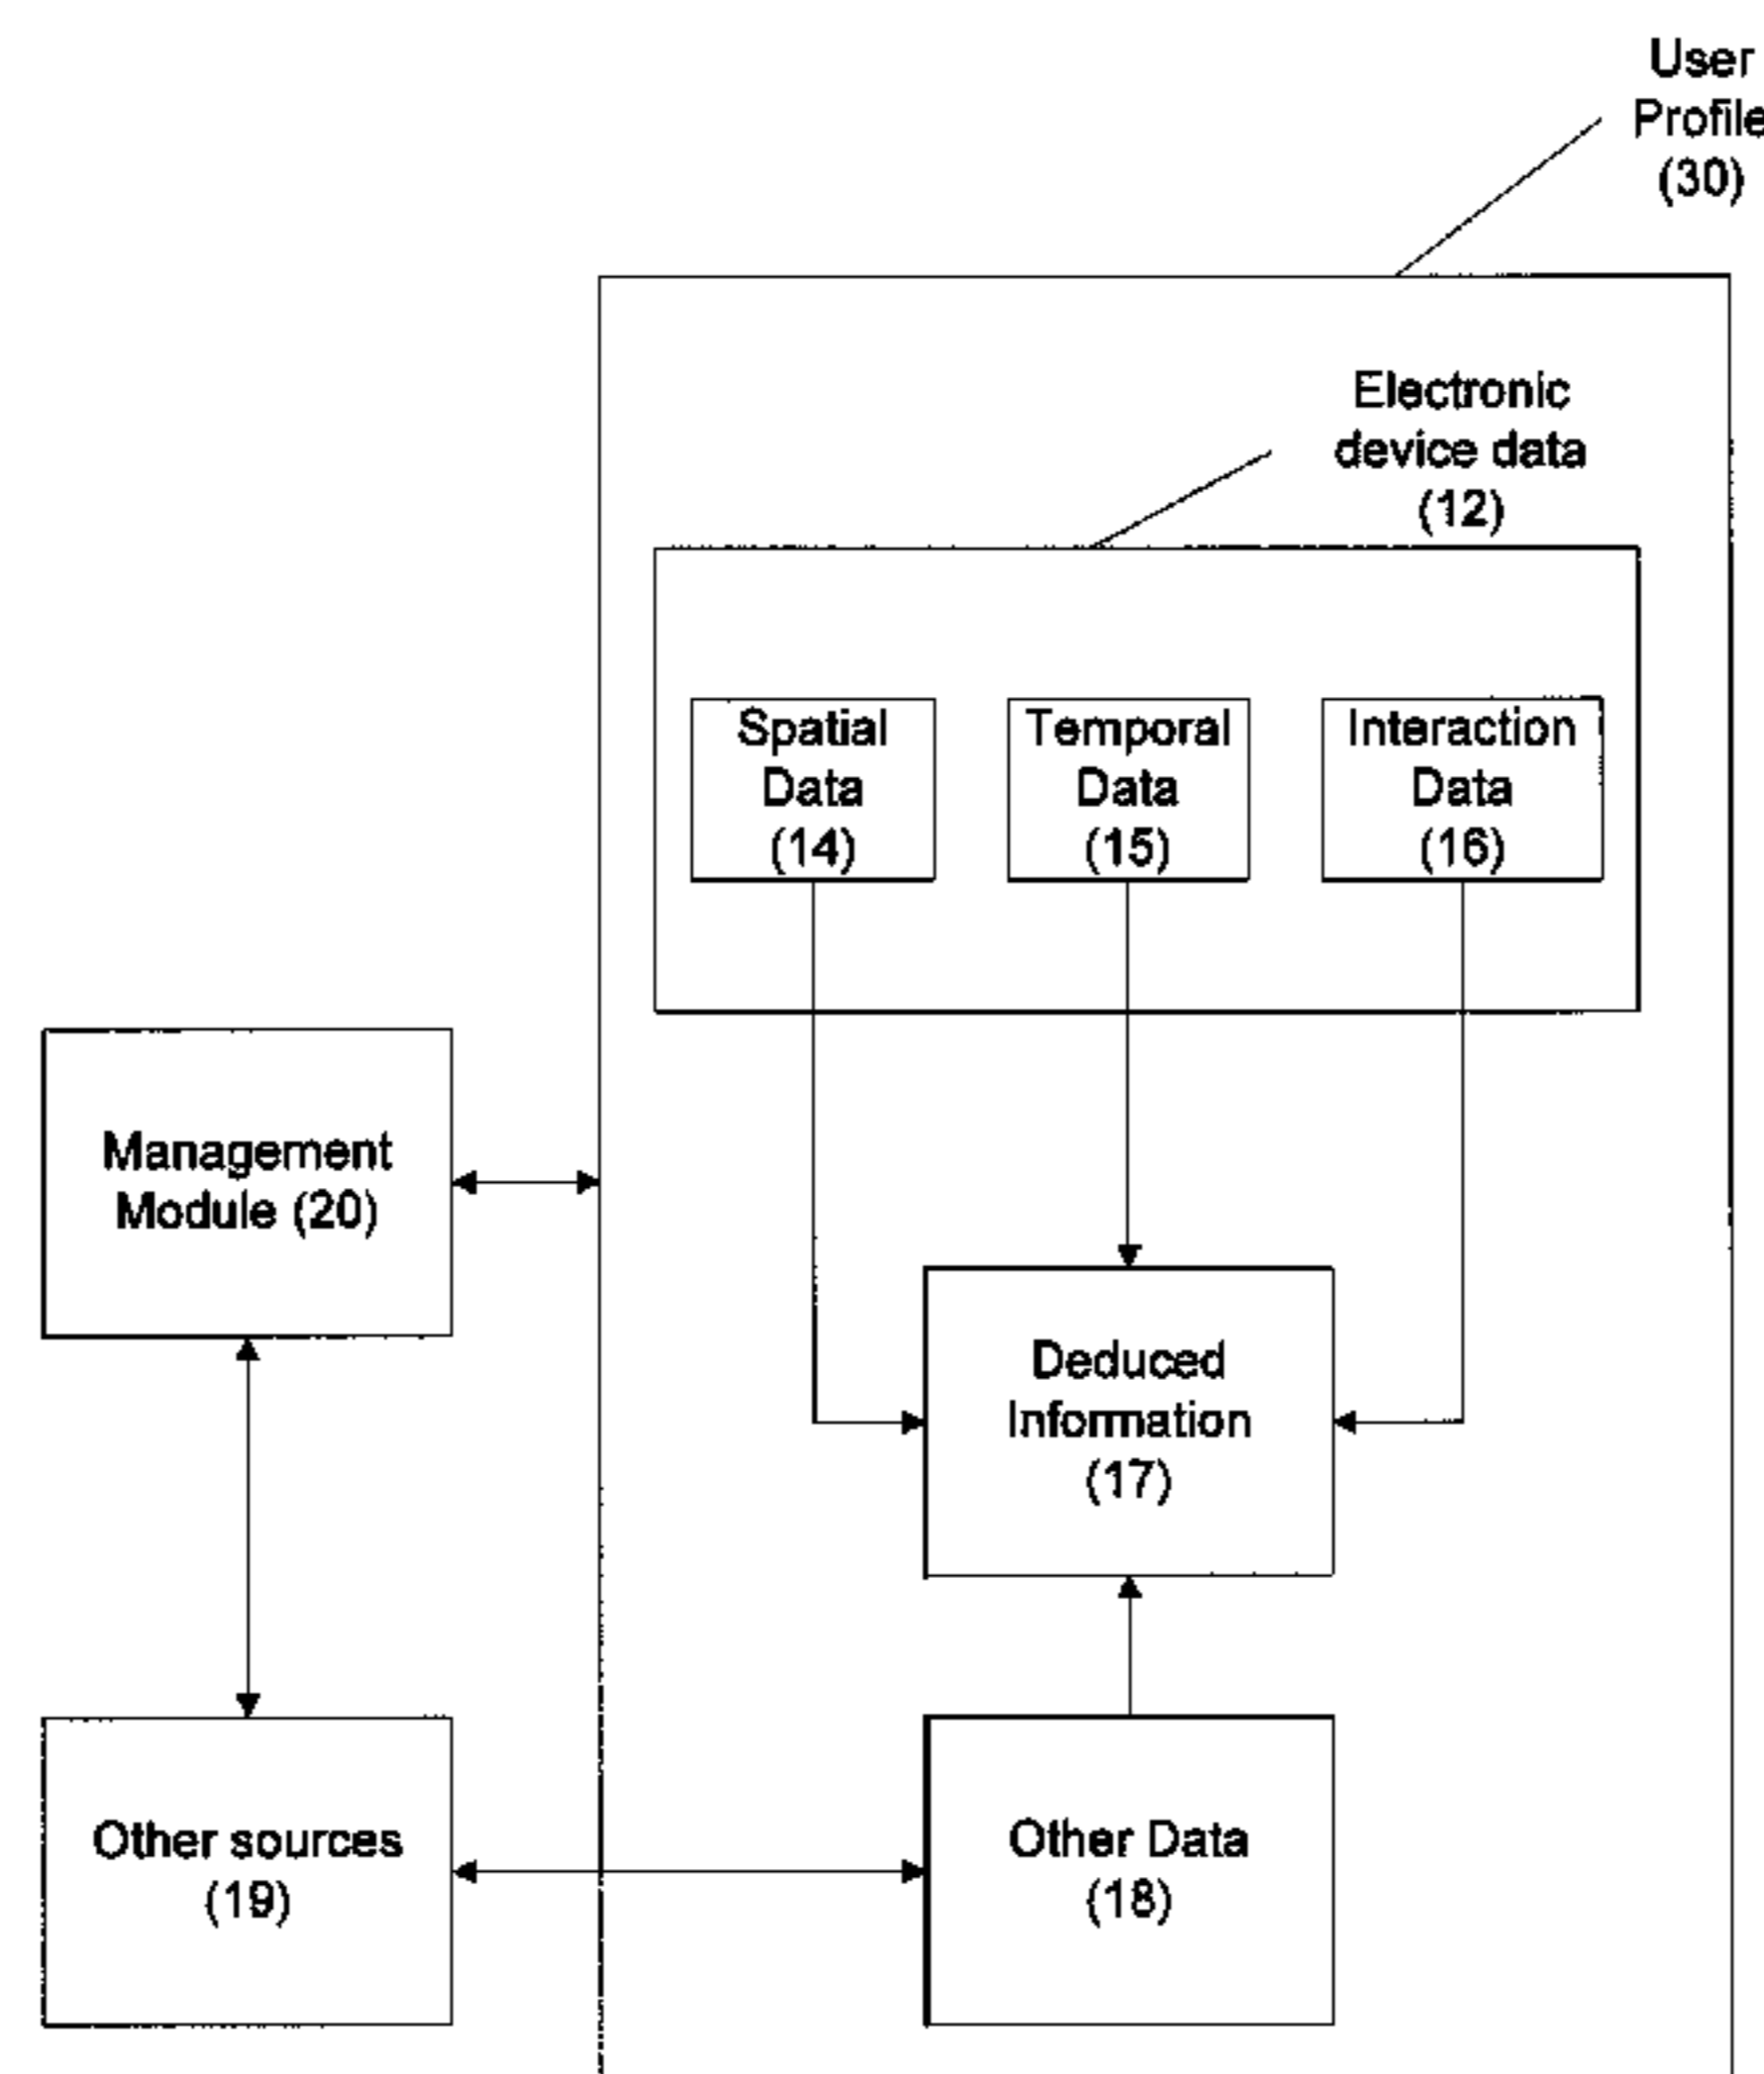 User
Profile
(30)
Electronic
device data
(12)
Spatial
Data
(14)
Temporal
Data
(15)
Interaction
Data
(16)
Management
Module (20)
Deduced
Information
(17)
Other sources
(19)
Other Data
(18)